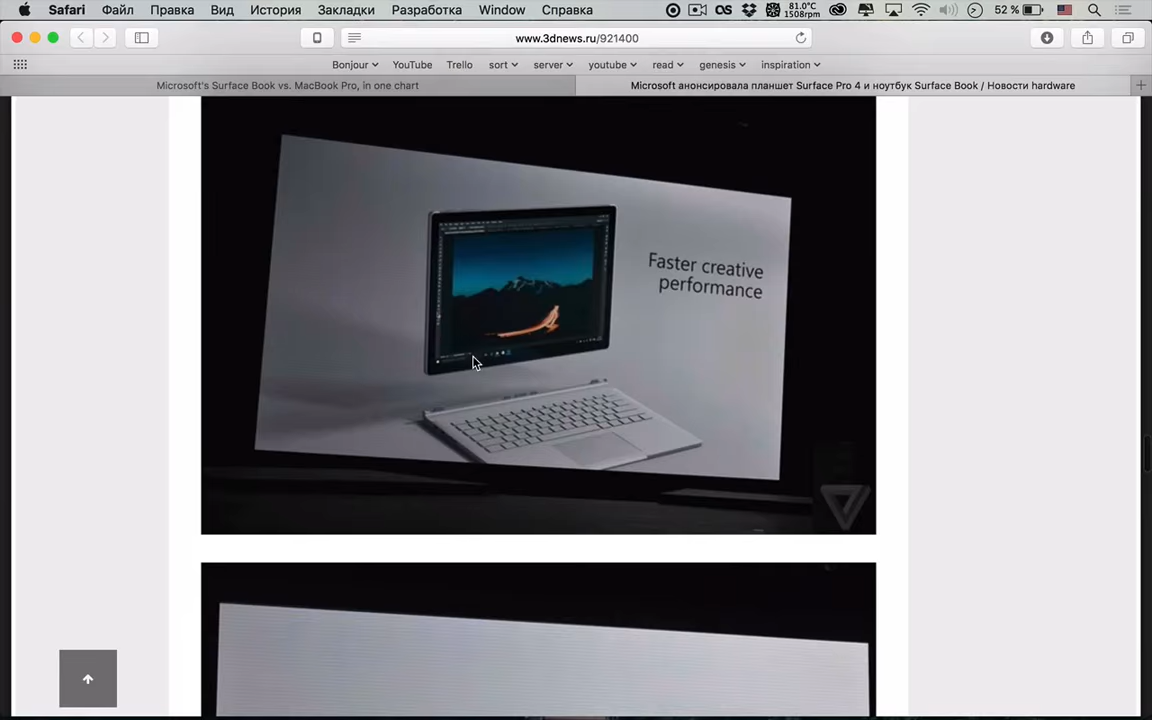 Safari Файл Правка Вид История Закладки Разработка Window Справка
81.0°C
1508rpm
52 %
www.3dnews.ru/921400
Bonjour YouTube Trello sort server youtube read genesis inspiration
Microsoft's Surface Book vs. MacBook Pro, in one chart
Microsoft анонсировала планшет Surface Pro 4 и ноутбук Surface Book / Новости hardware
Faster creative
performance